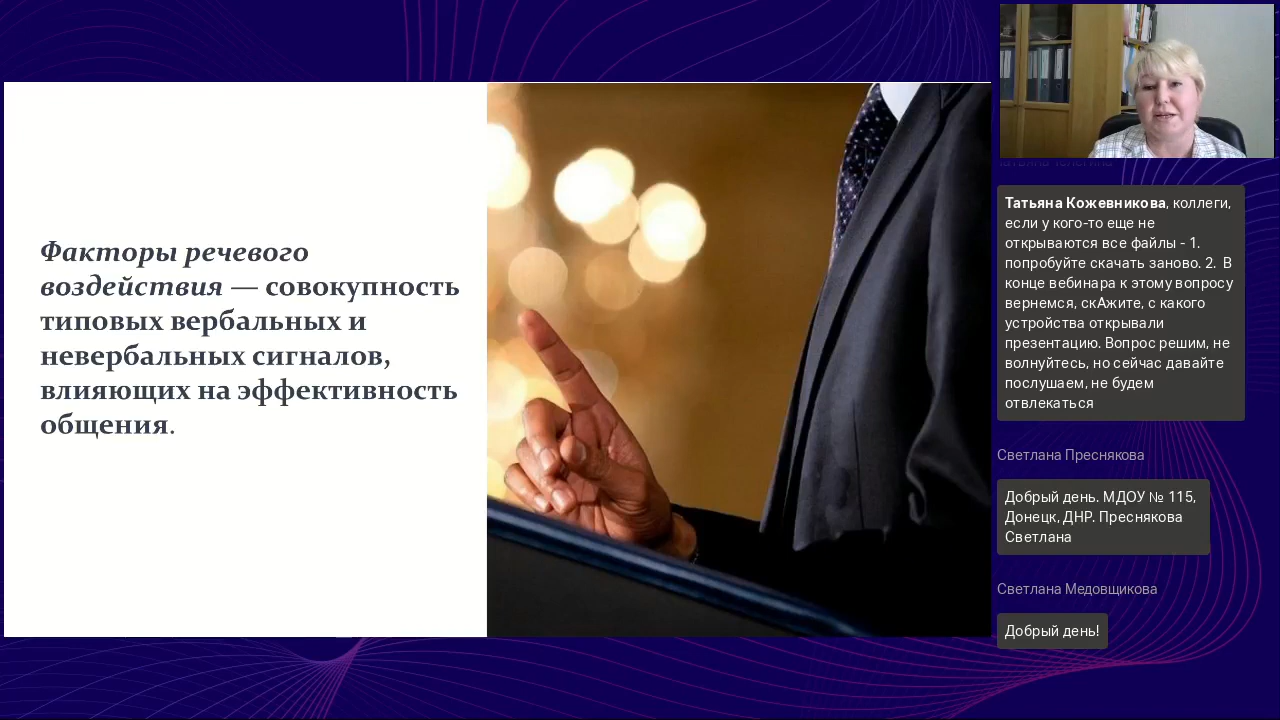 Факторы речевого
воздействия — совокупность
типовых вербальных и
невербальных сигналов,
влияющих на эффективность
общения.
Татьяна Кожевникова, коллеги,
если у кого-то еще не
открываются все файлы - 1.
попробуйте скачать заново. 2. В
конце вебинара к этому вопросу
вернемся, скАжите, с какого
устройства открывали
презентацию. Вопрос решим, не
волнуйтесь, но сейчас давайте
послушаем, не будем
отвлекаться
Светлана Преснякова
Добрый день. МДОУ № 115,
Донецк, ДНР. Преснякова
Светлана
Светлана Медовщикова
Добрый день!